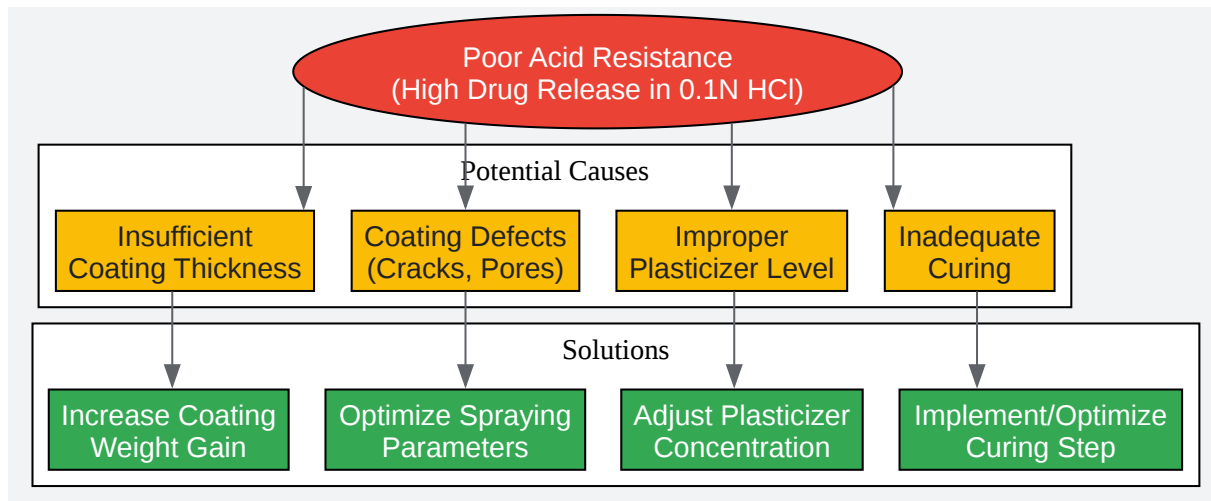 Poor Acid Resistance
(High Drug Release in 0.1N HCl)
Potential Causes
Insufficient
Coating Thickness
Coating Defects
(Cracks, Pores)
Improper
Plasticizer Level
Inadequate
Curing
Solutions
Increase Coating
Weight Gain
Optimize Spraying
Parameters
Adjust Plasticizer
Concentration
Implement/Optimize
Curing Step